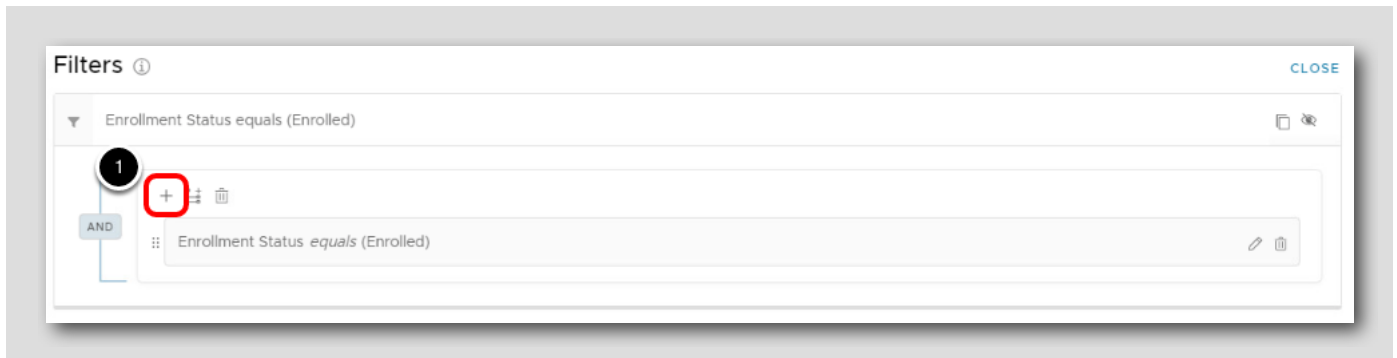 Filters
CLOSE
Enrollment Status equals (Enrolled)
1
AND
Enrollment Status equals (Enrolled)